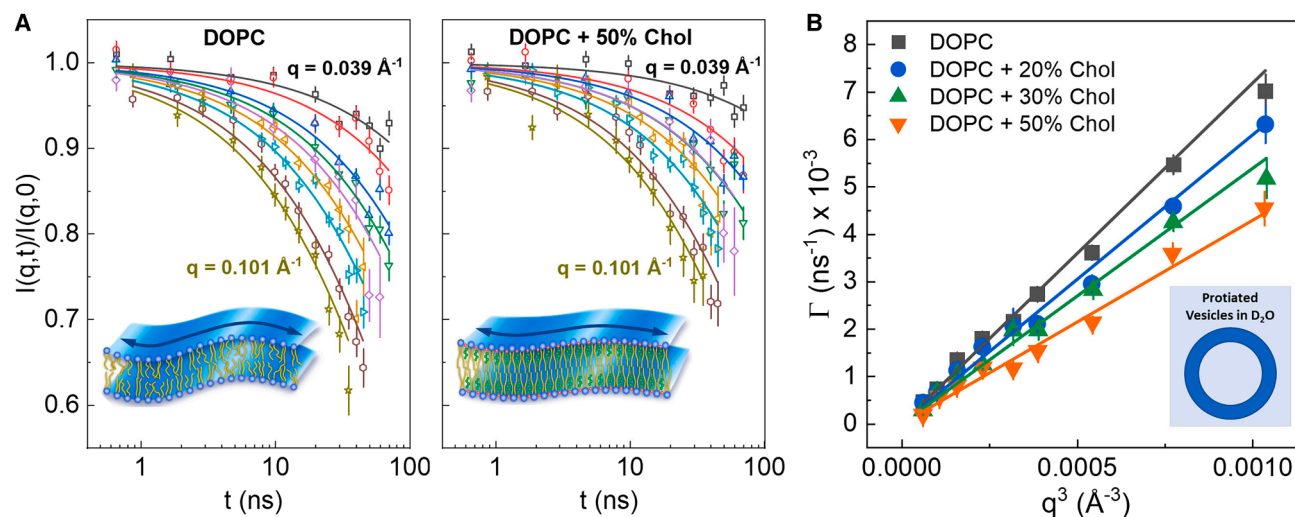 A
DOPC
q = 0.039 Å⁻¹
q = 0.101 Å⁻¹
I(q,t)/I(q,0)
1.0
0.9
0.8
0.7
0.6
1
10
100
t (ns)
DOPC + 50% Chol
q = 0.039 Å⁻¹
q = 0.101 Å⁻¹
1
10
100
t (ns)
B
DOPC
DOPC + 20% Chol
DOPC + 30% Chol
DOPC + 50% Chol
Γ (ns⁻¹) x 10⁻³
8
7
6
5
4
3
2
1
0
Protiated
Vesicles in D₂O
0.0000
0.0005
0.0010
q³ (Å⁻³)